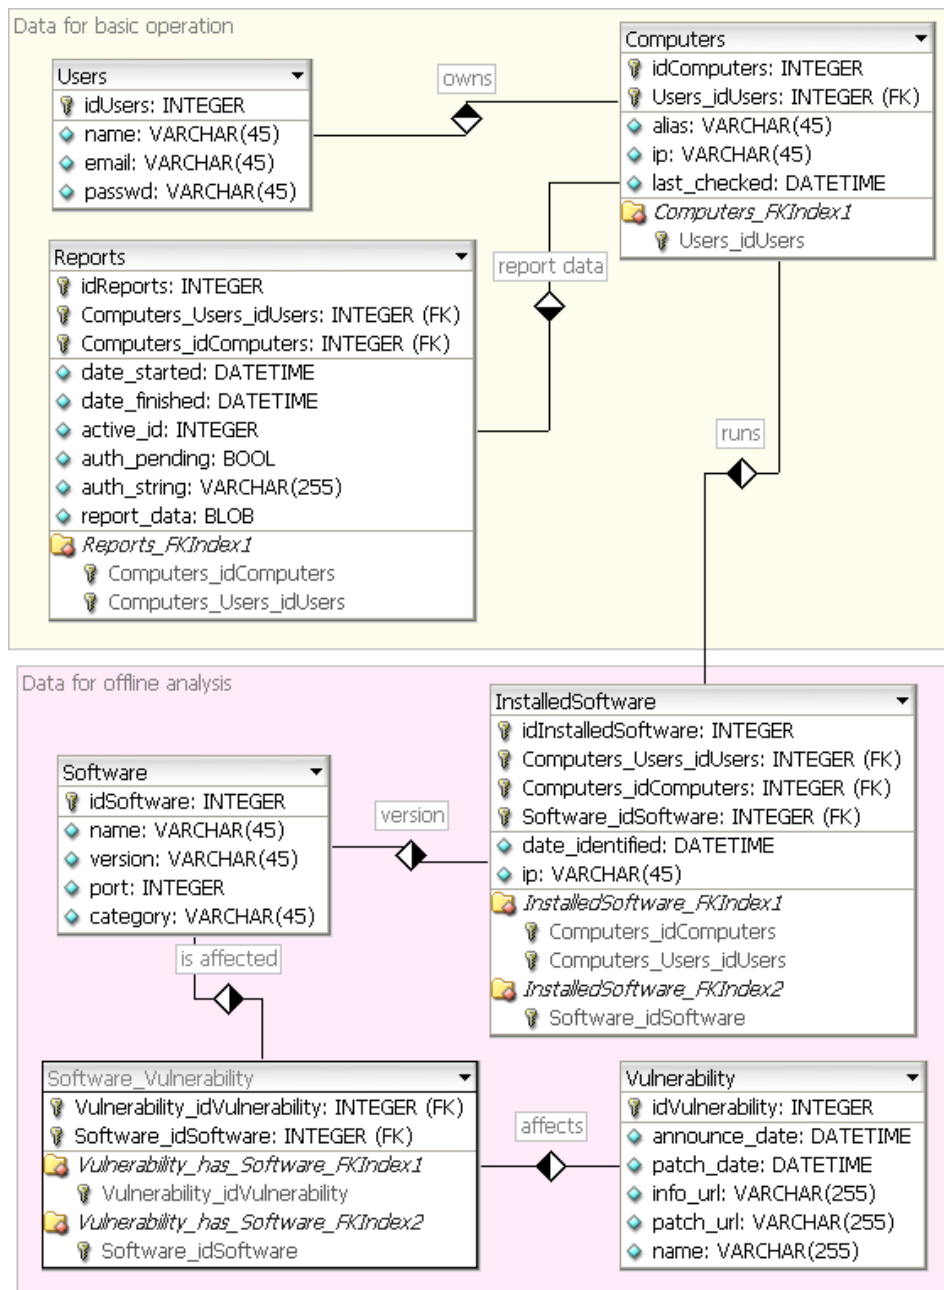 Data for basic operation
Users
idUsers: INTEGER
name: VARCHAR(45)
email: VARCHAR(45)
passwd: VARCHAR(45)
owns
Computers
idComputers: INTEGER
Users_idUsers: INTEGER (FK)
alias: VARCHAR(45)
ip: VARCHAR(45)
last_checked: DATETIME
Computers_FKIndex1
Users_idUsers
Reports
idReports: INTEGER
Computers_Users_idUsers: INTEGER (FK)
Computers_idComputers: INTEGER (FK)
date_started: DATETIME
date_finished: DATETIME
active_id: INTEGER
auth_pending: BOOL
auth_string: VARCHAR(255)
report_data: BLOB
Reports_FKIndex1
Computers_idComputers
Computers_Users_idUsers
report data
runs
Data for offline analysis
InstalledSoftware
idInstalledSoftware: INTEGER
Computers_Users_idUsers: INTEGER (FK)
Computers_idComputers: INTEGER (FK)
Software_idSoftware: INTEGER (FK)
date_identified: DATETIME
ip: VARCHAR(45)
InstalledSoftware_FKIndex1
Computers_idComputers
Computers_Users_idUsers
InstalledSoftware_FKIndex2
Software_idSoftware
Software
idSoftware: INTEGER
name: VARCHAR(45)
version: VARCHAR(45)
port: INTEGER
category: VARCHAR(45)
version
is affected
Software_Vulnerability
Vulnerability_idVulnerability: INTEGER (FK)
Software_idSoftware: INTEGER (FK)
Vulnerability_has_Software_FKIndex1
Vulnerability_idVulnerability
Vulnerability_has_Software_FKIndex2
Software_idSoftware
affects
Vulnerability
idVulnerability: INTEGER
announce_date: DATETIME
patch_date: DATETIME
info_url: VARCHAR(255)
patch_url: VARCHAR(255)
name: VARCHAR(255)